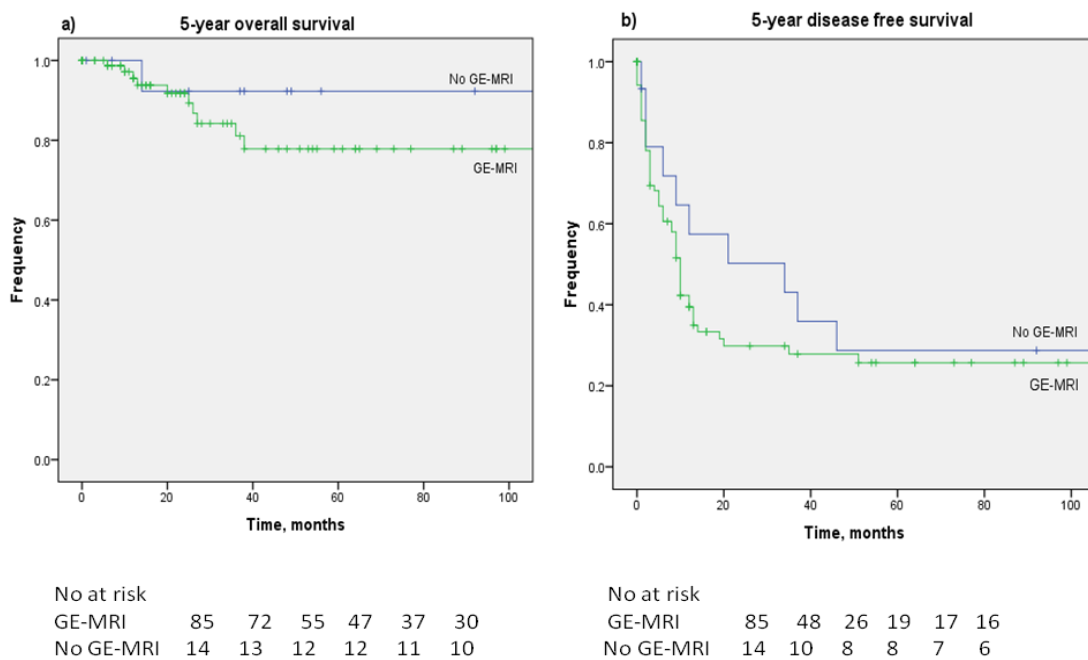 a) 5-year overall survival
Frequency
1.0
0.8
0.6
0.4
0.2
0.0
No GE-MRI
GE-MRI
0 20 40 60 80 100
Time, months
No at risk
GE-MRI 85 72 55 47 37 30
No GE-MRI 14 13 12 12 11 10
b) 5-year disease free survival
Frequency
1.0
0.8
0.6
0.4
0.2
0.0
No GE-MRI
GE-MRI
0 20 40 60 80 100
Time, months
No at risk
GE-MRI 85 48 26 19 17 16
No GE-MRI 14 10 8 8 7 6